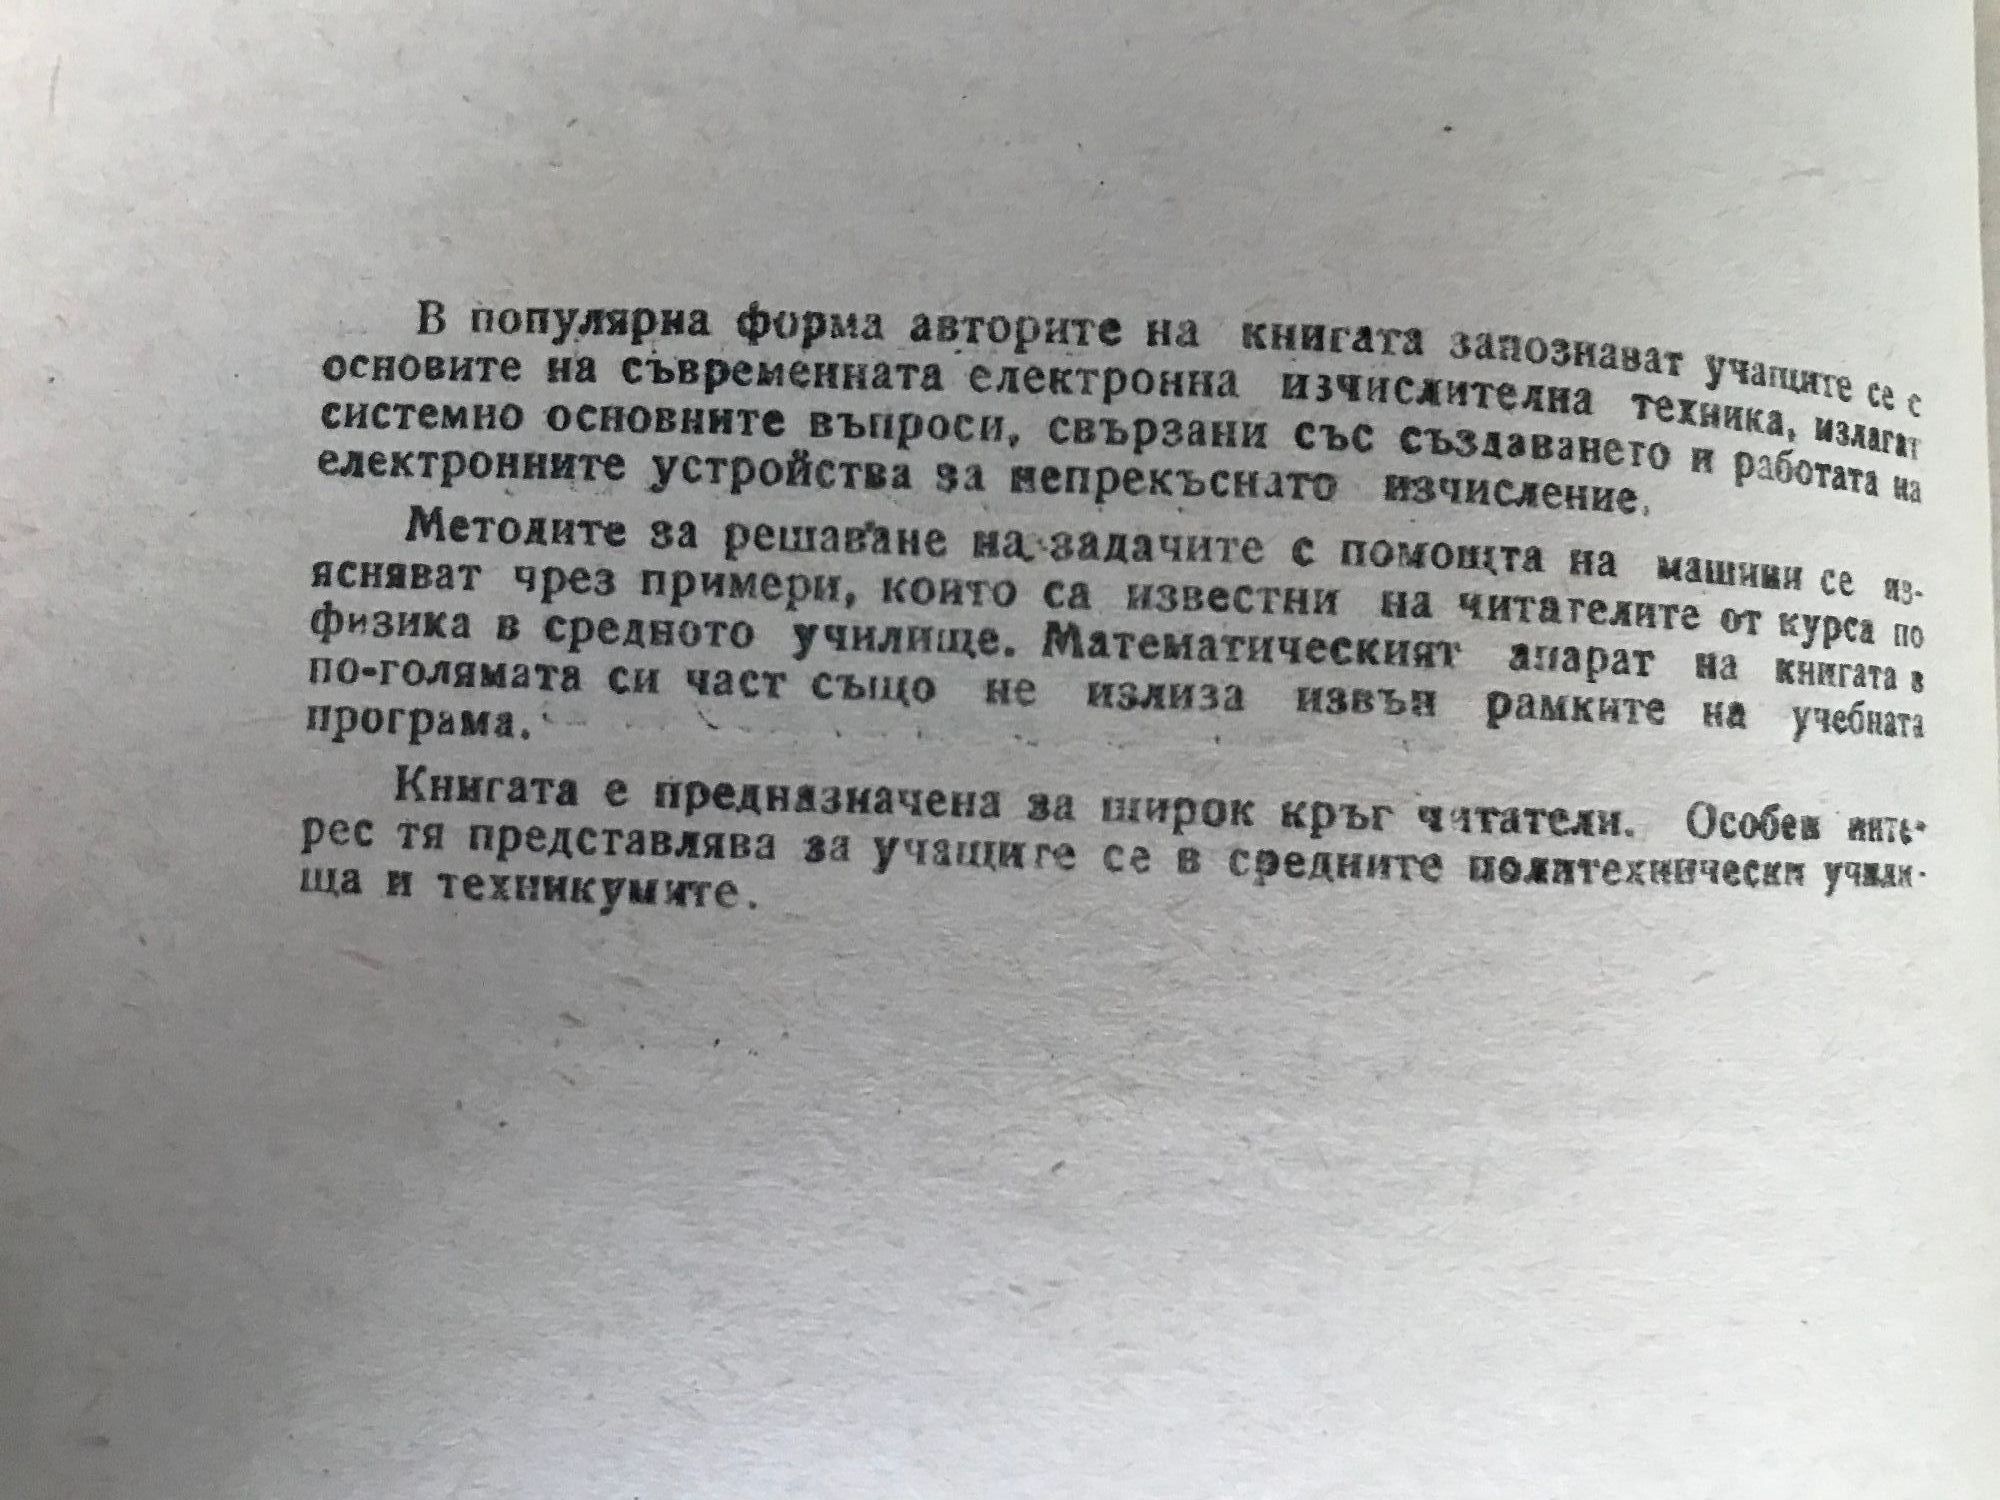 В популярна форма авторите на книгата запознават учащите се с
основите на съвременната електронна изчислителна техника, излагат
системно основните въпроси, свързани със създаването и работата на
електронните устройства за непрекъснато изчисление.
Методите за решаване на задачите с помощта на машини се из-
ясняват чрез примери, които са известни на читателите от курса по
физика в средното училище. Математическият апарат на книгата в
по-голямата си част също не излиза извън рамките на учебната
програма.
Книгата е предназначена за широк кръг читатели. Особен инте-
рес тя представлява за учащите се в средните политехнически учили-
ща и техникумите.